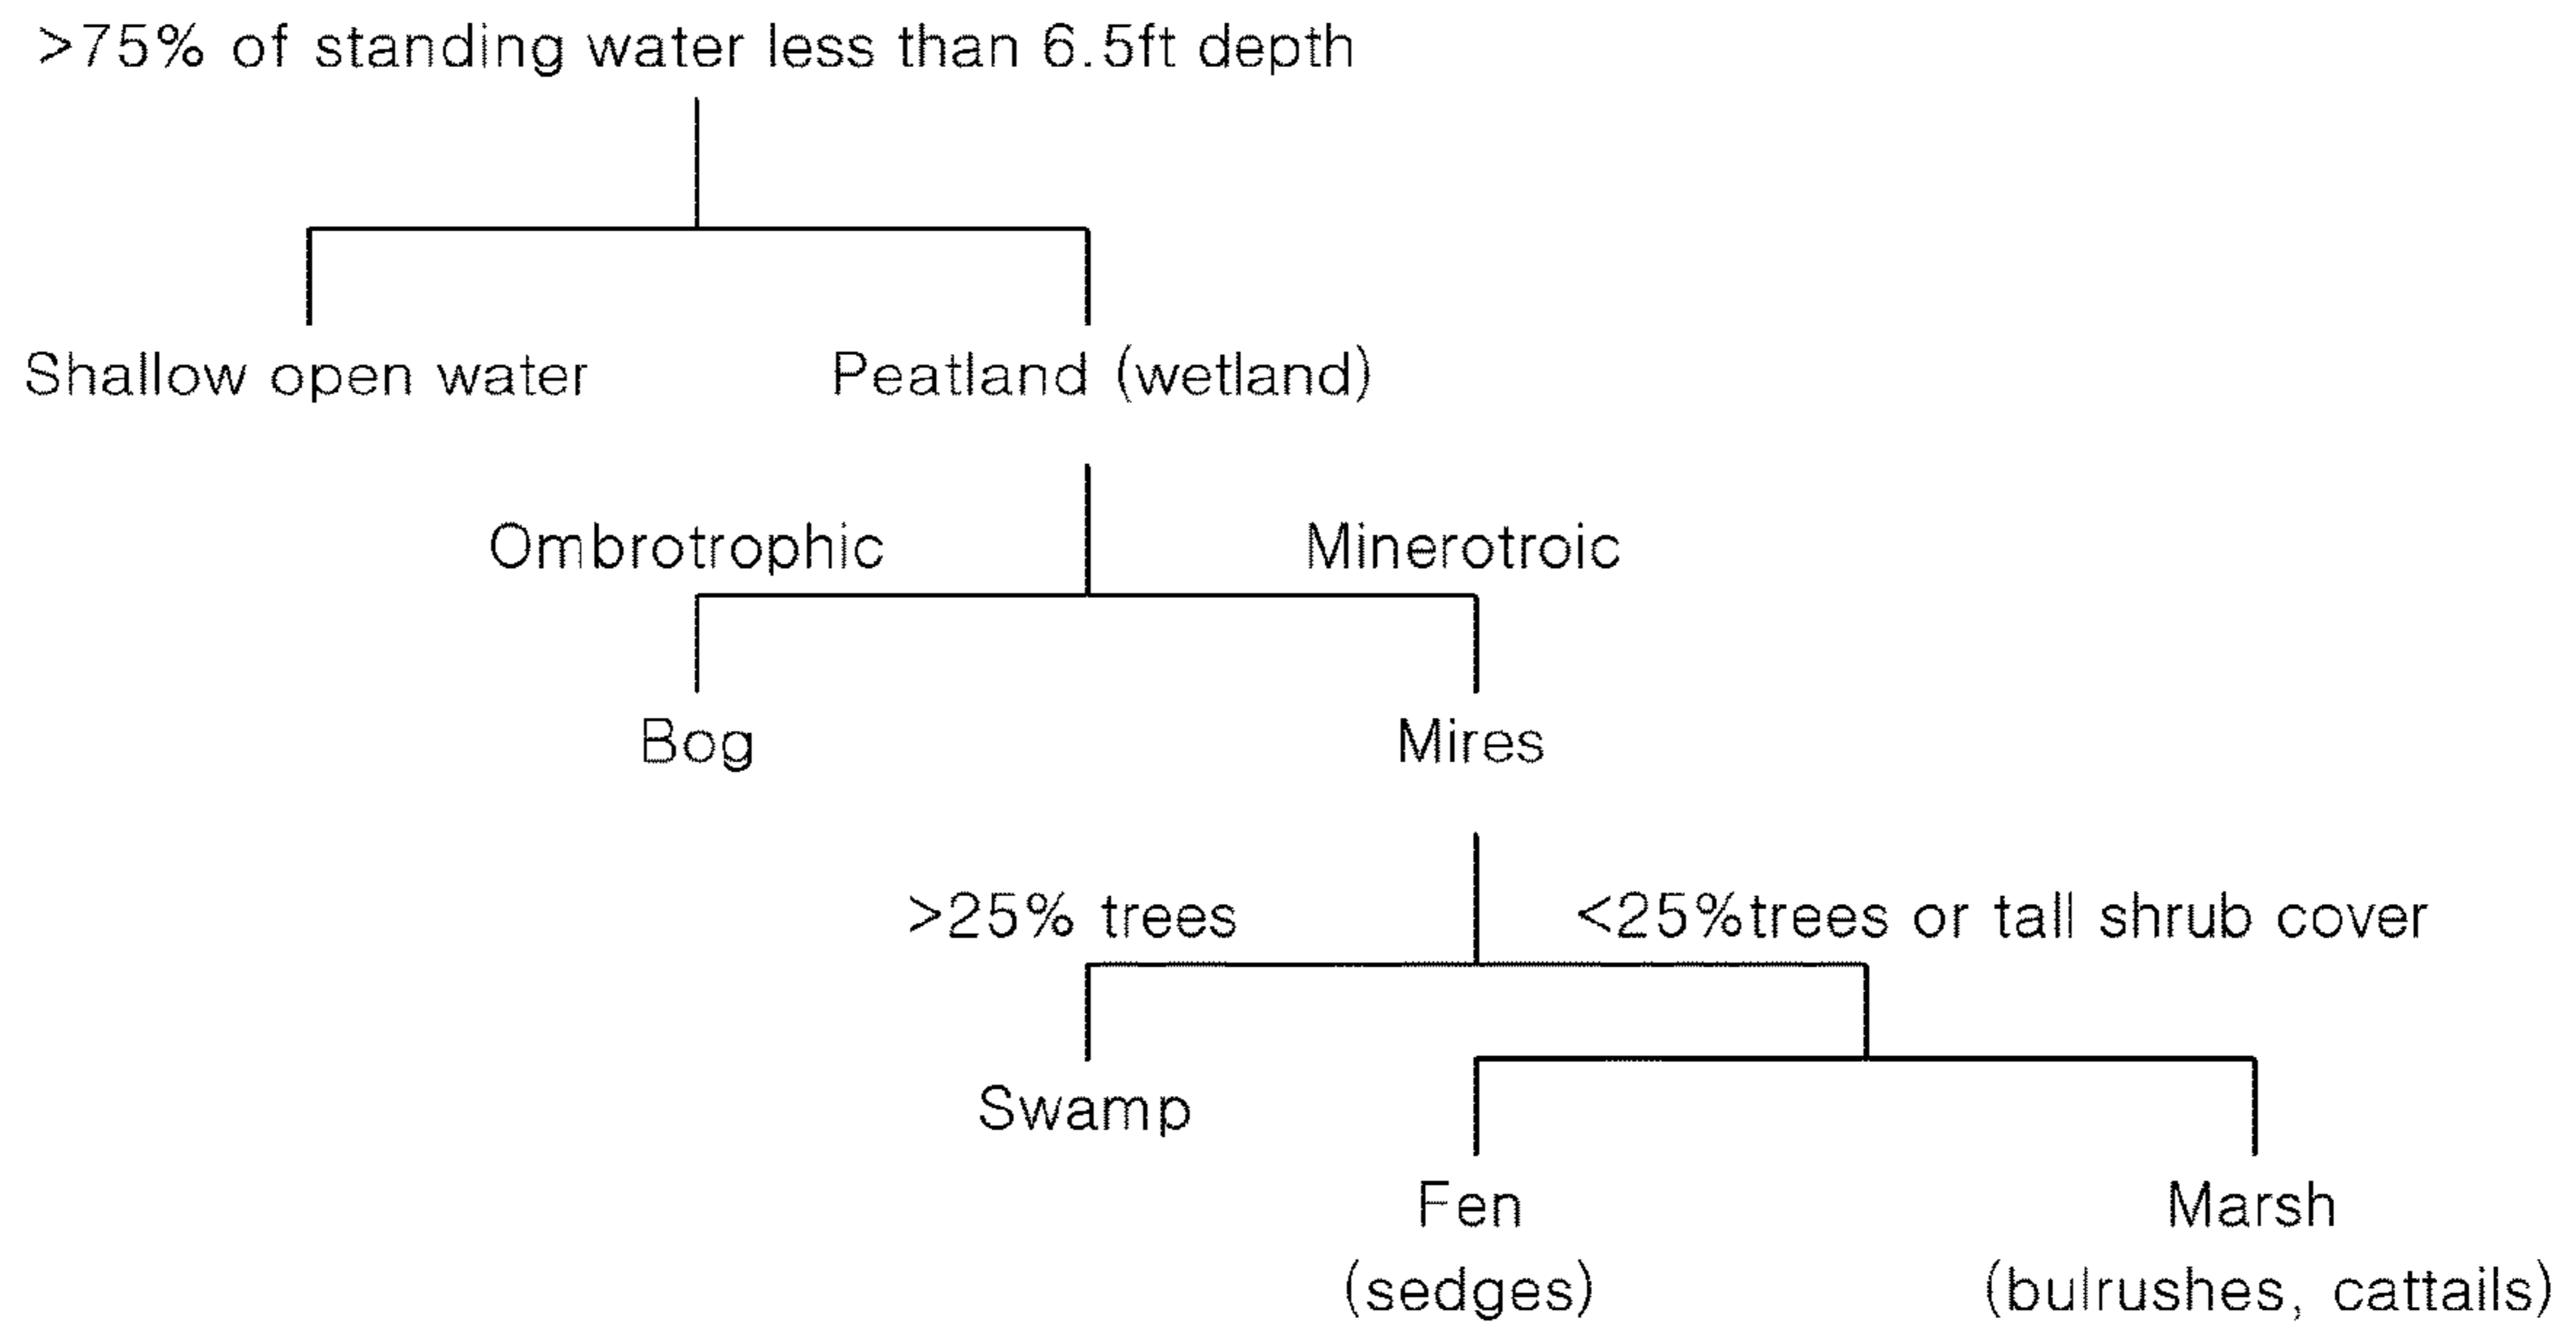 >75% of standing water less than 6.5ft depth
Shallow open water
Peatland (wetland)
Ombrotrophic
Minerotroic
Bog
Mires
>25% trees
<25%trees or tall shrub cover
Swamp
Fen
(sedges)
Marsh
(bulrushes, cattails)